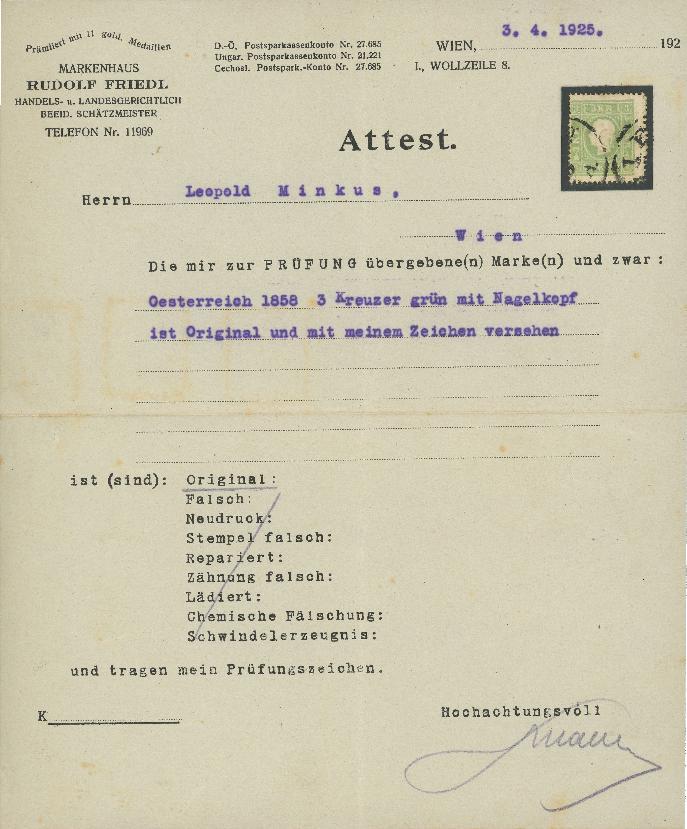 Prämiiert mit 11 gold. Medaillen
MARKENHAUS
RUDOLF FRIEDL
HANDELS- u. LANDESGERICHTLICH
BEEID. SCHÄTZMEISTER
TELEFON Nr. 11969
D.-Ö. Postsparkassenkonto Nr. 27.685
Ungar. Postsparkassenkonto Nr. 21.221
Cechosl. Postspark.-Konto Nr. 27.685
3. 4. 1925.
WIEN, 192
I., WOLLZEILE 8.
Attest.
Herrn Leopold Minkus,
Wien
Die mir zur PRÜFUNG übergebene(n) Marke(n) und zwar:
Oesterreich 1858 3 Kreuzer grün mit Nagelkopf
ist Original und mit meinem Zeichen versehen
ist (sind): Original:
Falsch:
Neudruck:
Stempel falsch:
Repariert:
Zähnung falsch:
Lädiert:
Chemische Fälschung:
Schwindelerzeugnis:
und tragen mein Prüfungszeichen.
K
Hochachtungsvoll